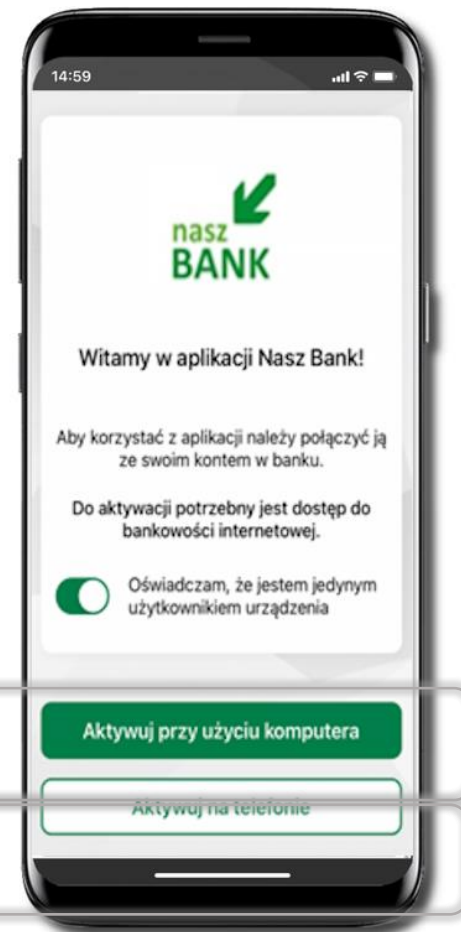 14:59
nasz
BANK
Witamy w aplikacji Nasz Bank!
Aby korzystać z aplikacji należy połączyć ją
ze swoim kontem w banku.
Do aktywacji potrzebny jest dostęp do
bankowości internetowej.
Oświadczam, że jestem jedynym
użytkownikiem urządzenia
Aktywuj przy użyciu komputera
Aktywuj na telefonie